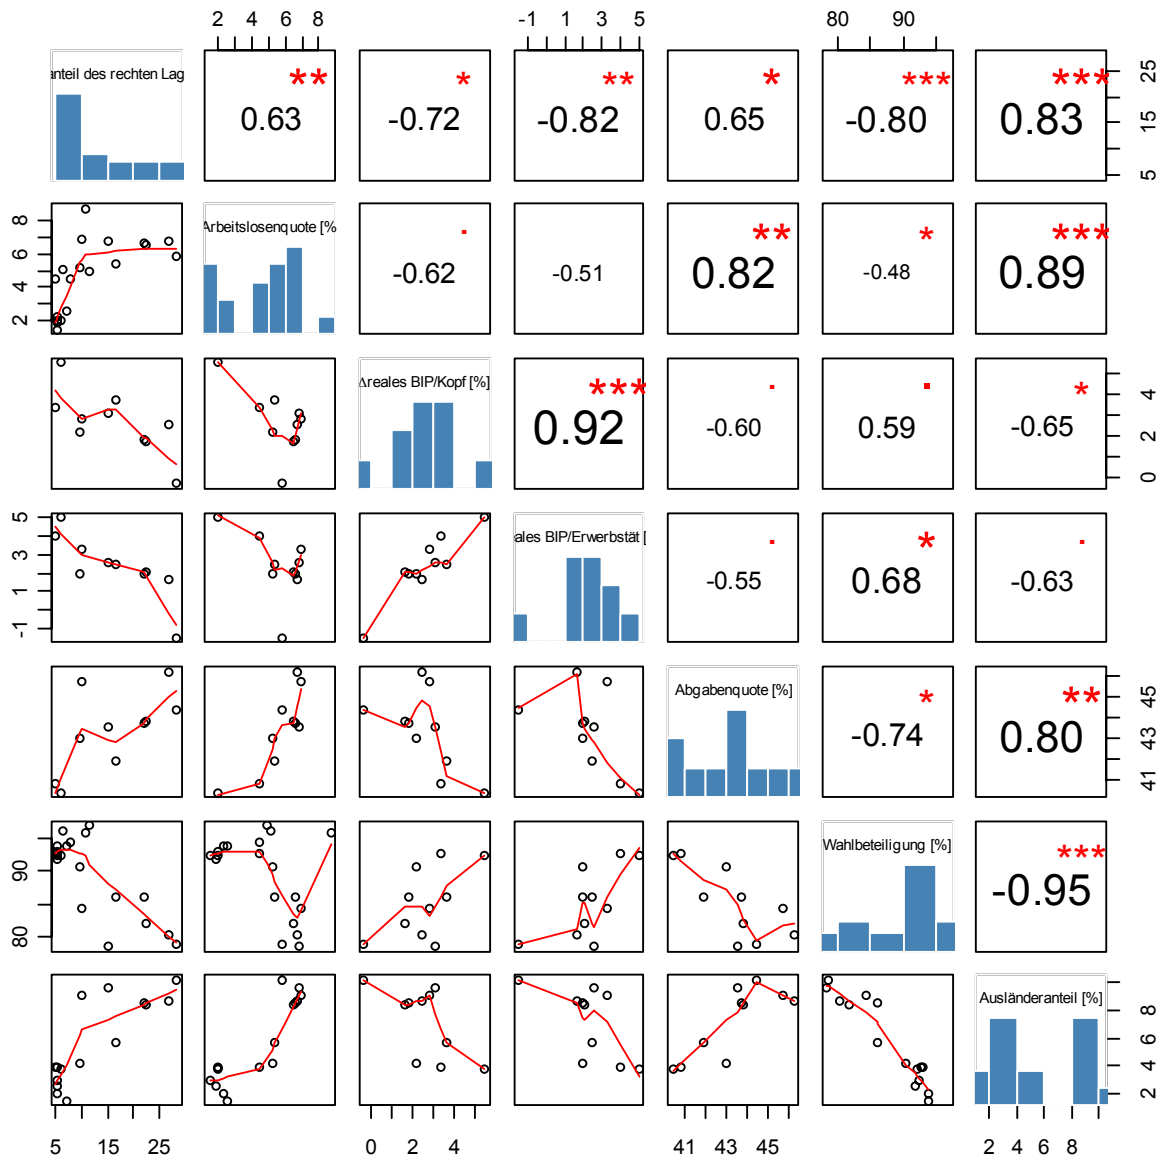 2 4 6 8 -1 1 3 5 80 90
anteil des rechten Lag
** 0.63
* -0.72
** -0.82
* 0.65
*** -0.80
*** 0.83
5 15 25
2 4 6 8
Arbeitslosenquote [%
. -0.62
-0.51
** 0.82
* -0.48
*** 0.89
Δreales BIP/Kopf [%]
*** 0.92
. -0.60
. 0.59
* -0.65
0 2 4
-1 1 3 5
ales BIP/Erwerbstät [
. -0.55
* 0.68
. -0.63
Abgabenquote [%]
* -0.74
** 0.80
41 43 45
80 90
Wahlbeteiligung [%]
*** -0.95
Ausländeranteil [%]
2 4 6 8
5 15 25 0 2 4 41 43 45 2 4 6 8